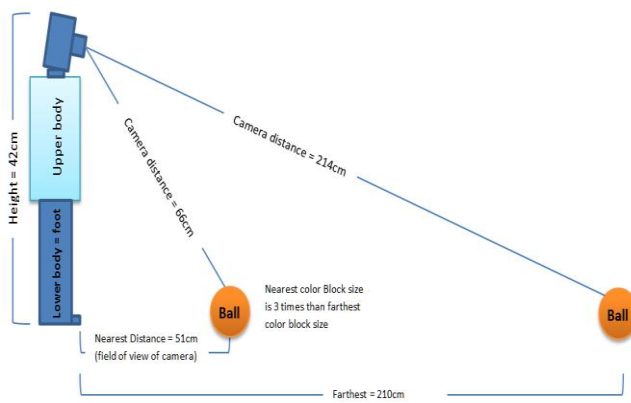 Height = 42cm
Upper body
Lower body = foot
Camera distance = 66cm
Camera distance = 214cm
Nearest color Block size
is 3 times than farthest
color block size
Ball
Ball
Nearest Distance = 51cm
(field of view of camera)
Farthest = 210cm